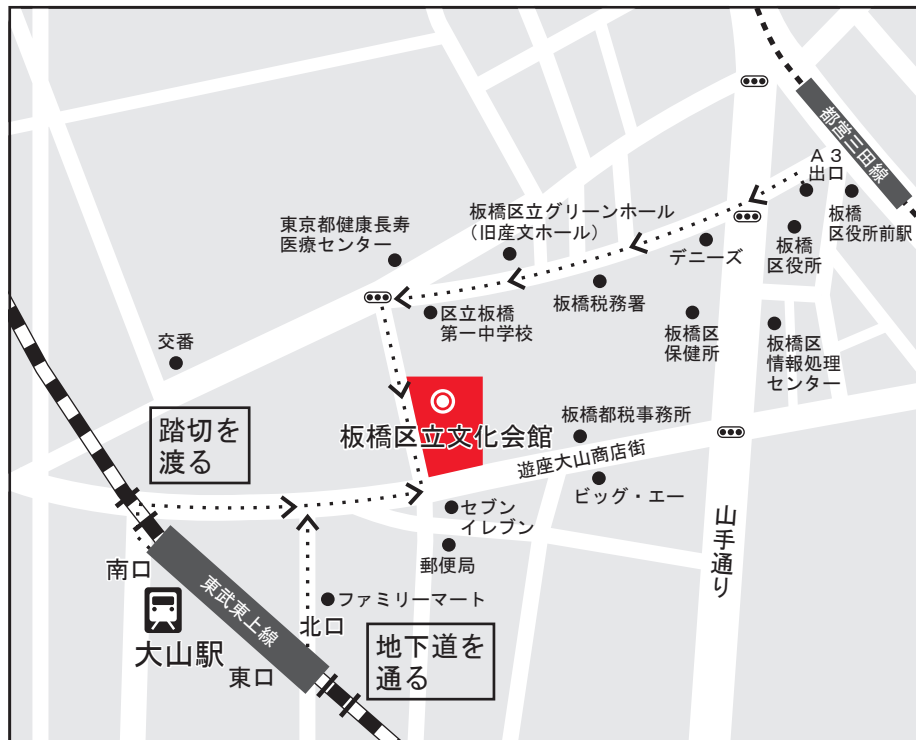 都営三田線
Ａ３
出口
板橋
区役所前駅
板橋
区役所
デニーズ
板橋区立グリーンホール
（旧産文ホール）
東京都健康長寿
医療センター
板橋税務署
区立板橋
第一中学校
板橋区
保健所
板橋区
情報処理
センター
交番
踏切を
渡る
板橋区立文化会館
板橋都税事務所
遊座大山商店街
ビッグ・エー
セブン
イレブン
郵便局
山手通り
南口
東武東上線
ファミリーマート
北口
大山駅
東口
地下道を
通る